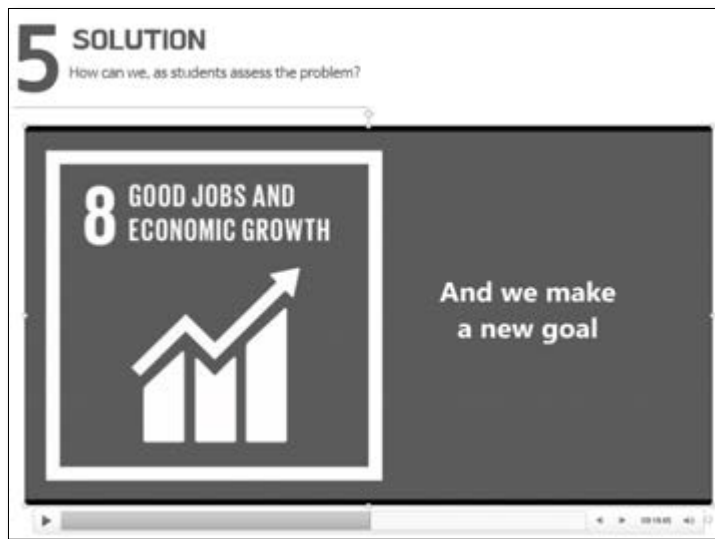 5 SOLUTION
How can we, as students assess the problem?
8 GOOD JOBS AND
ECONOMIC GROWTH
And we make
a new goal